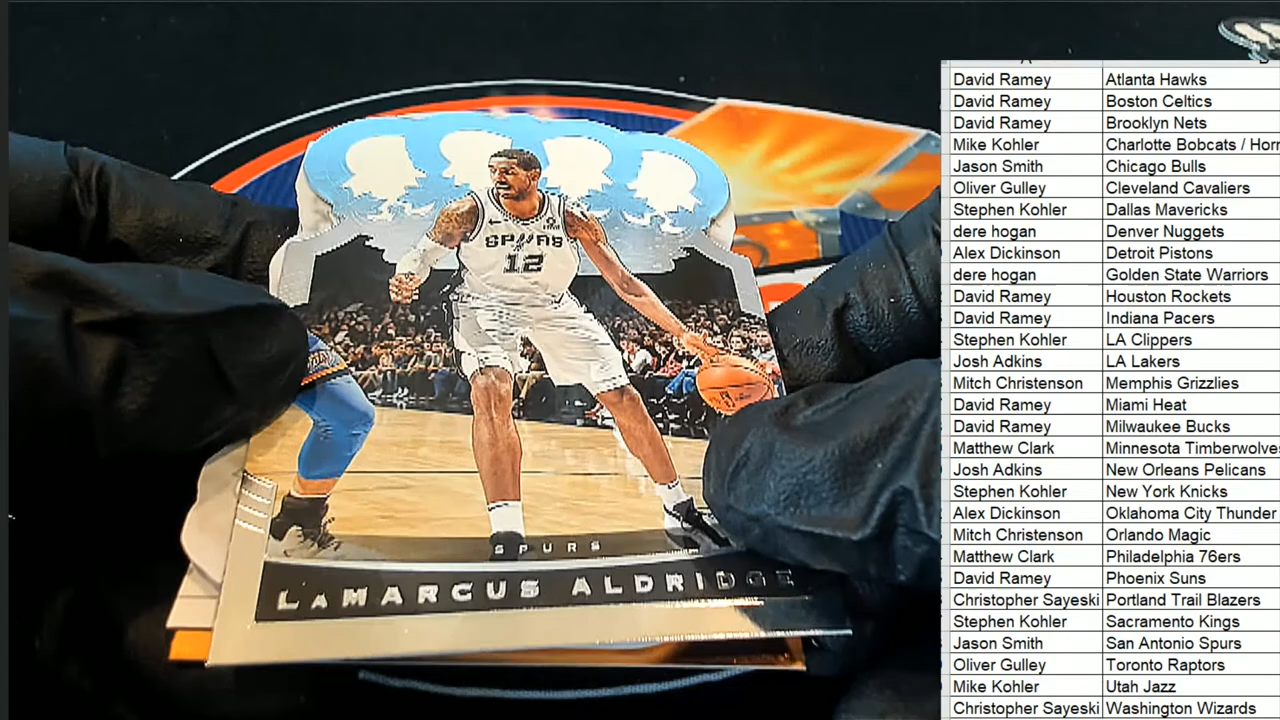 SPURS
12
SPURS
LAMARCUS ALDRIDGE
David Ramey Atlanta Hawks
David Ramey Boston Celtics
David Ramey Brooklyn Nets
Mike Kohler Charlotte Bobcats / Horr
Jason Smith Chicago Bulls
Oliver Gulley Cleveland Cavaliers
Stephen Kohler Dallas Mavericks
dere hogan Denver Nuggets
Alex Dickinson Detroit Pistons
dere hogan Golden State Warriors
David Ramey Houston Rockets
David Ramey Indiana Pacers
Stephen Kohler LA Clippers
Josh Adkins LA Lakers
Mitch Christenson Memphis Grizzlies
David Ramey Miami Heat
David Ramey Milwaukee Bucks
Matthew Clark Minnesota Timberwolves
Josh Adkins New Orleans Pelicans
Stephen Kohler New York Knicks
Alex Dickinson Oklahoma City Thunder
Mitch Christenson Orlando Magic
Matthew Clark Philadelphia 76ers
David Ramey Phoenix Suns
Christopher Sayeski Portland Trail Blazers
Stephen Kohler Sacramento Kings
Jason Smith San Antonio Spurs
Oliver Gulley Toronto Raptors
Mike Kohler Utah Jazz
Christopher Sayeski Washington Wizards